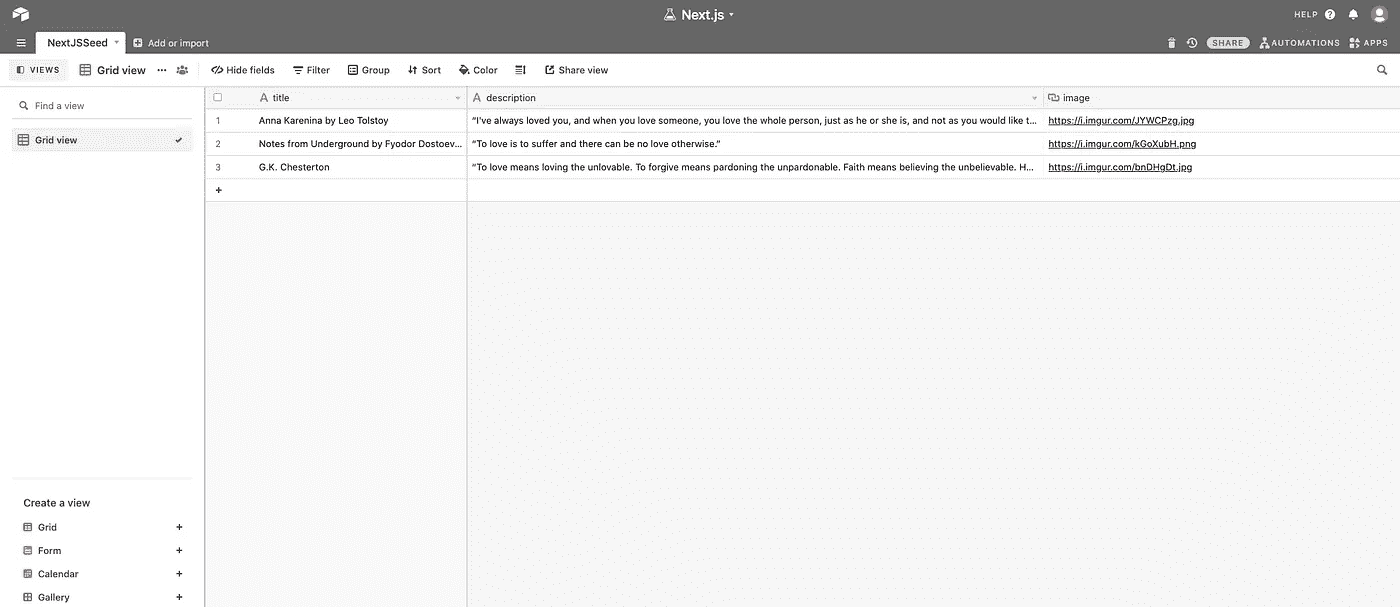 Next.js
HELP
NextJSSeed
Add or import
SHARE
AUTOMATIONS
APPS
VIEWS
Grid view
Hide fields
Filter
Group
Sort
Color
Share view
Find a view
Grid view
title
description
image
1
Anna Karenina by Leo Tolstoy
“I've always loved you, and when you love someone, you love the whole person, just as he or she is, and not as you would like t...
https://i.imgur.com/JYWCPzg.jpg
2
Notes from Underground by Fyodor Dostoev...
“To love is to suffer and there can be no love otherwise.”
https://i.imgur.com/kGoXubH.png
3
G.K. Chesterton
“To love means loving the unlovable. To forgive means pardoning the unpardonable. Faith means believing the unbelievable. H...
https://i.imgur.com/bnDHgDt.jpg
Create a view
Grid
Form
Calendar
Gallery